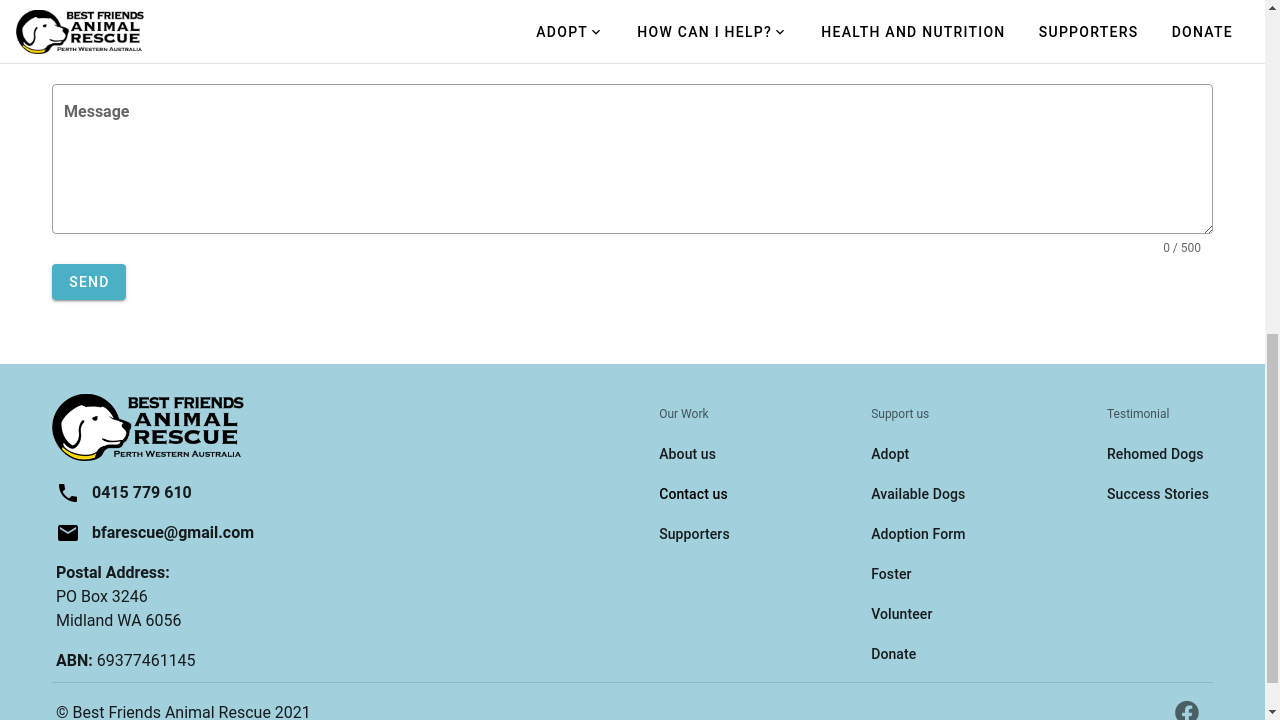 BEST FRIENDS
ANIMAL
RESCUE
PERTH WESTERN AUSTRALIA
ADOPT
HOW CAN I HELP?
HEALTH AND NUTRITION
SUPPORTERS
DONATE
Message
0 / 500
SEND
BEST FRIENDS
ANIMAL
RESCUE
PERTH WESTERN AUSTRALIA
0415 779 610
bfarescue@gmail.com
Postal Address:
PO Box 3246
Midland WA 6056
ABN: 69377461145
Our Work
About us
Contact us
Supporters
Support us
Adopt
Available Dogs
Adoption Form
Foster
Volunteer
Donate
Testimonial
Rehomed Dogs
Success Stories
© Best Friends Animal Rescue 2021